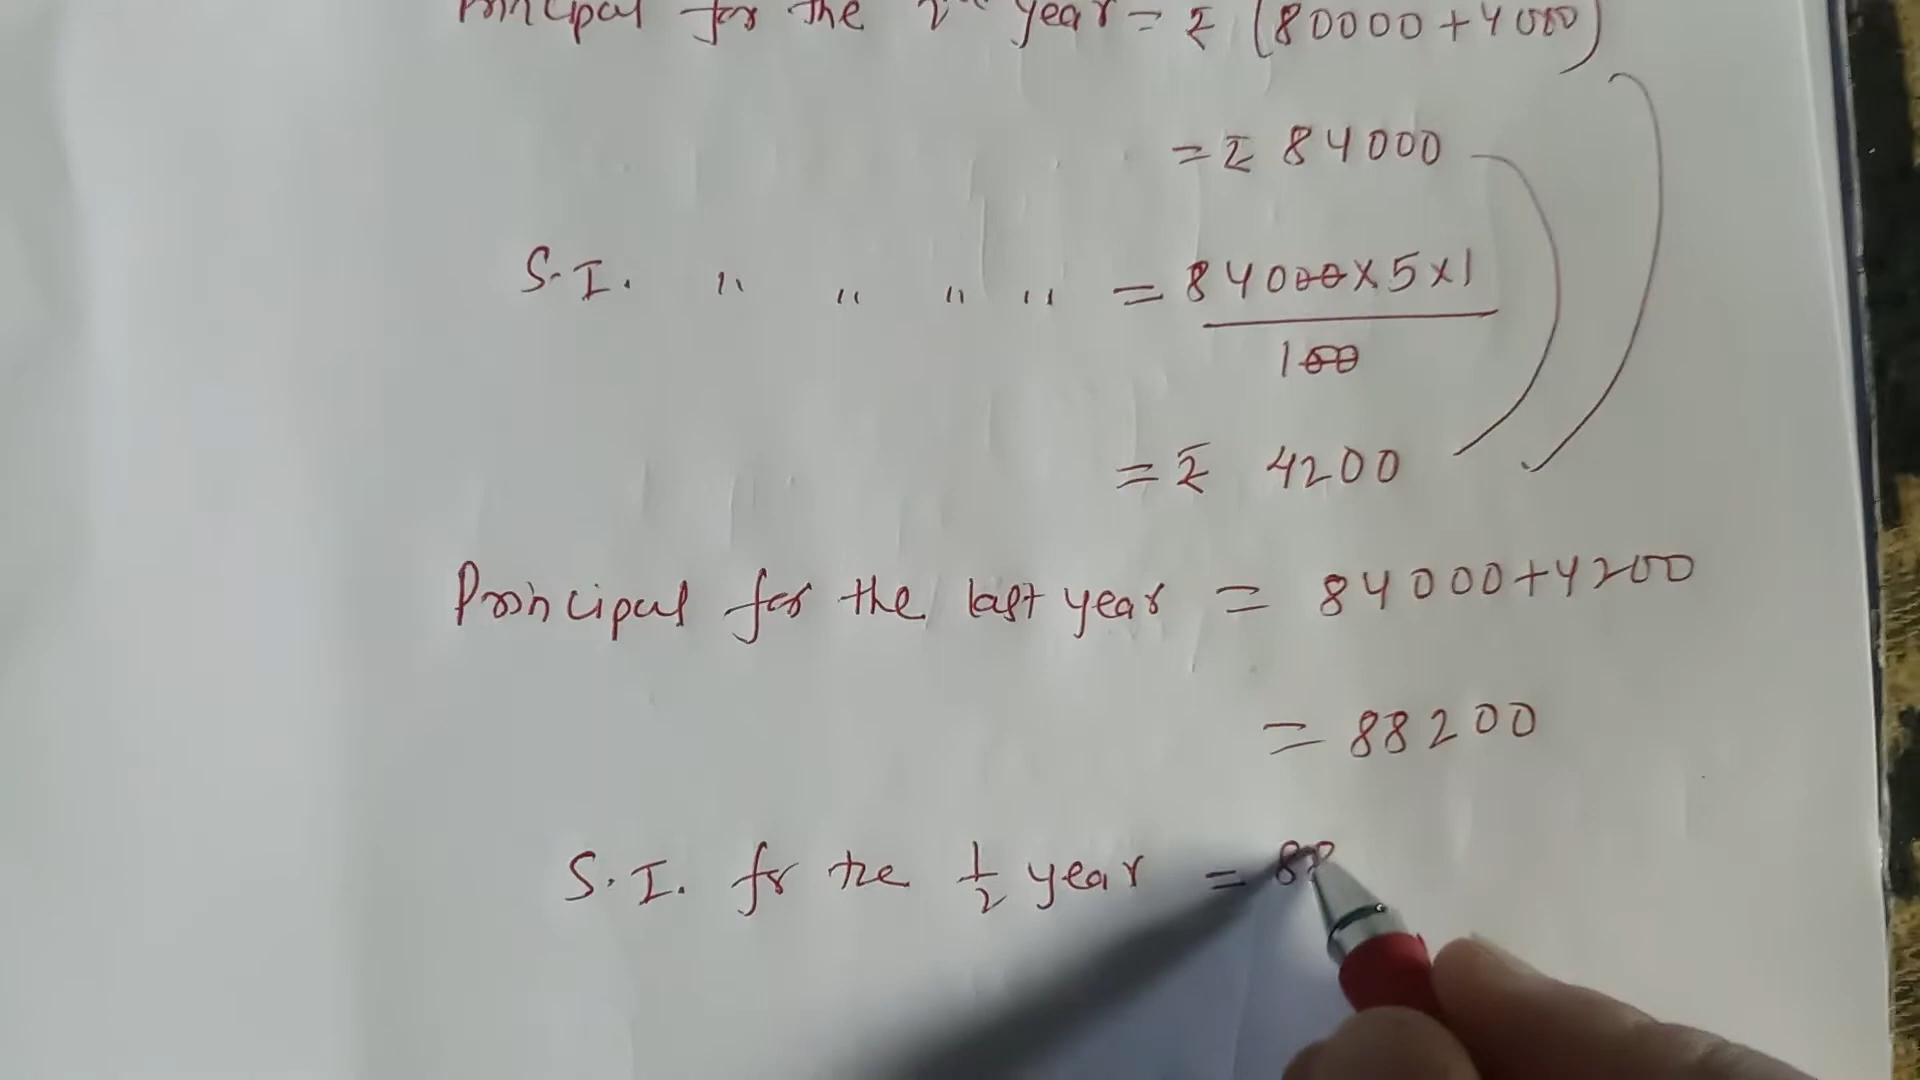 Principal for the 2nd year = ₹ (80000 + 4000)
= ₹ 84000
S.I. " " " " = 84000 x 5 x 1
100
= ₹ 4200
Principal for the last year = 84000 + 4200
= 88200
S.I. for the 1/2 year = 88